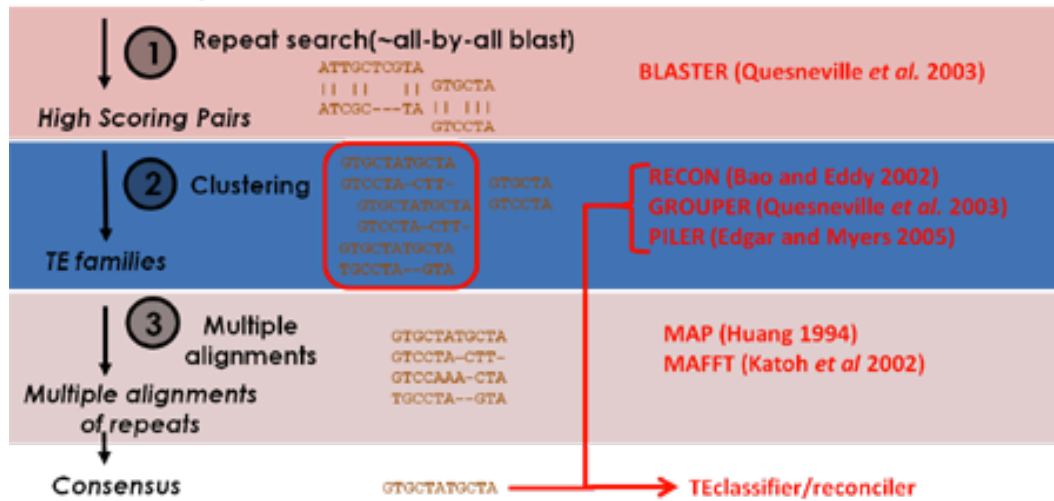 1 Repeat search(~all-by-all blast)
ATTGCTCGTA
|| || || GTGCTA
ATCGC---TA || |||
GTCCTA
High Scoring Pairs
BLASTER (Quesneville et al. 2003)
2 Clustering
GTGCTATGCTA
GTCCTA-CTT- GTGCTA
GTGCTATGCTA GTCCTA
GTCCTA-CTT-
GTGCTATGCTA
TGCCTA--GTA
TE families
RECON (Bao and Eddy 2002)
GROUPER (Quesneville et al. 2003)
PILER (Edgar and Myers 2005)
3 Multiple
alignments
GTGCTATGCTA
GTCCTA-CTT-
GTCCAAA-CTA
TGCCTA--GTA
Multiple alignments
of repeats
MAP (Huang 1994)
MAFFT (Katoh et al 2002)
Consensus
GTGCTATGCTA
TEclassifier/reconciler